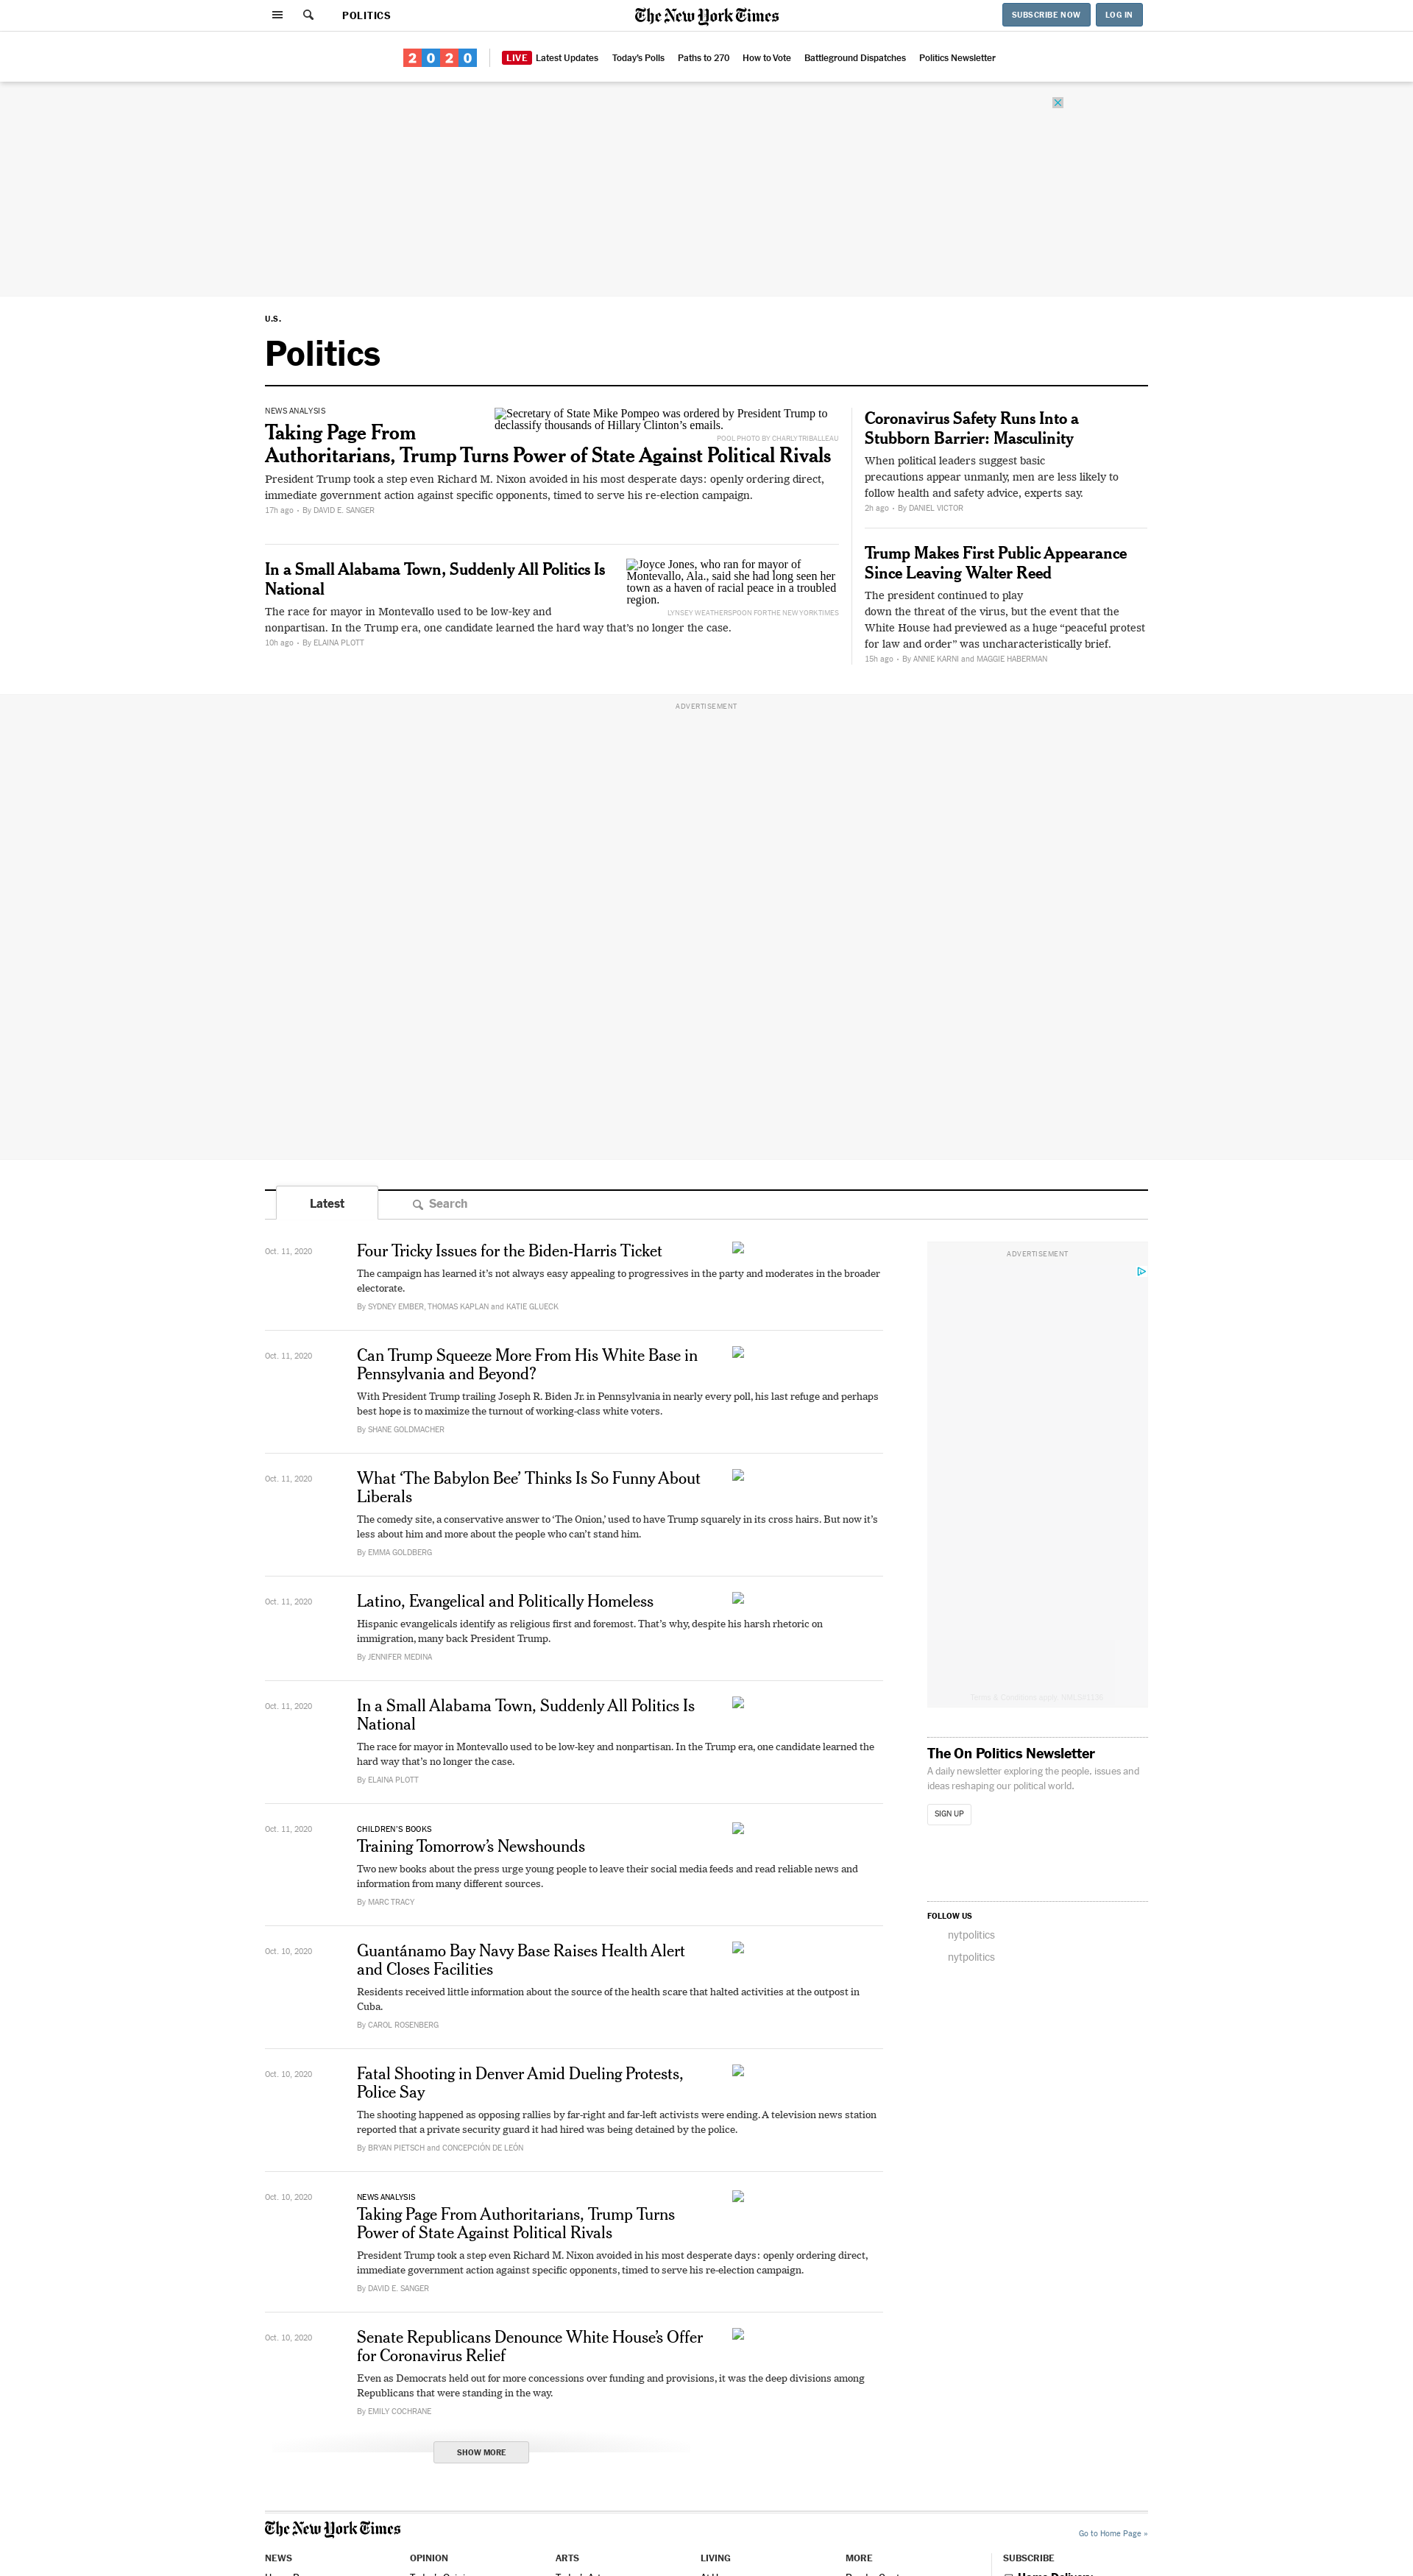 POLITICS
The New York Times
SUBSCRIBE NOW
LOG IN
2020
LIVE Latest Updates
Today's Polls
Paths to 270
How to Vote
Battleground Dispatches
Politics Newsletter
U.S.
Politics
NEWS ANALYSIS
Taking Page From
Authoritarians, Trump Turns Power of State Against Political Rivals
Secretary of State Mike Pompeo was ordered by President Trump to
declassify thousands of Hillary Clinton’s emails.
POOL PHOTO BY CHARLY TRIBALLEAU
President Trump took a step even Richard M. Nixon avoided in his most desperate days: openly ordering direct,
immediate government action against specific opponents, timed to serve his re-election campaign.
17h ago • By DAVID E. SANGER
In a Small Alabama Town, Suddenly All Politics Is
National
Joyce Jones, who ran for mayor of
Montevallo, Ala., said she had long seen her
town as a haven of racial peace in a troubled
region.
LYNSEY WEATHERSPOON FOR THE NEW YORK TIMES
The race for mayor in Montevallo used to be low-key and
nonpartisan. In the Trump era, one candidate learned the hard way that’s no longer the case.
10h ago • By ELAINA PLOTT
Coronavirus Safety Runs Into a
Stubborn Barrier: Masculinity
When political leaders suggest basic
precautions appear unmanly, men are less likely to
follow health and safety advice, experts say.
2h ago • By DANIEL VICTOR
Trump Makes First Public Appearance
Since Leaving Walter Reed
The president continued to play
down the threat of the virus, but the event that the
White House had previewed as a huge “peaceful protest
for law and order” was uncharacteristically brief.
15h ago • By ANNIE KARNI and MAGGIE HABERMAN
ADVERTISEMENT
Latest
Search
Oct. 11, 2020
Four Tricky Issues for the Biden-Harris Ticket
The campaign has learned it’s not always easy appealing to progressives in the party and moderates in the broader
electorate.
By SYDNEY EMBER, THOMAS KAPLAN and KATIE GLUECK
Oct. 11, 2020
Can Trump Squeeze More From His White Base in
Pennsylvania and Beyond?
With President Trump trailing Joseph R. Biden Jr. in Pennsylvania in nearly every poll, his last refuge and perhaps
best hope is to maximize the turnout of working-class white voters.
By SHANE GOLDMACHER
Oct. 11, 2020
What ‘The Babylon Bee’ Thinks Is So Funny About
Liberals
The comedy site, a conservative answer to ‘The Onion,’ used to have Trump squarely in its cross hairs. But now it’s
less about him and more about the people who can’t stand him.
By EMMA GOLDBERG
Oct. 11, 2020
Latino, Evangelical and Politically Homeless
Hispanic evangelicals identify as religious first and foremost. That’s why, despite his harsh rhetoric on
immigration, many back President Trump.
By JENNIFER MEDINA
Oct. 11, 2020
In a Small Alabama Town, Suddenly All Politics Is
National
The race for mayor in Montevallo used to be low-key and nonpartisan. In the Trump era, one candidate learned the
hard way that’s no longer the case.
By ELAINA PLOTT
Oct. 11, 2020
CHILDREN’S BOOKS
Training Tomorrow’s Newshounds
Two new books about the press urge young people to leave their social media feeds and read reliable news and
information from many different sources.
By MARC TRACY
Oct. 10, 2020
Guantánamo Bay Navy Base Raises Health Alert
and Closes Facilities
Residents received little information about the source of the health scare that halted activities at the outpost in
Cuba.
By CAROL ROSENBERG
Oct. 10, 2020
Fatal Shooting in Denver Amid Dueling Protests,
Police Say
The shooting happened as opposing rallies by far-right and far-left activists were ending. A television news station
reported that a private security guard it had hired was being detained by the police.
By BRYAN PIETSCH and CONCEPCIÓN DE LEÓN
Oct. 10, 2020
NEWS ANALYSIS
Taking Page From Authoritarians, Trump Turns
Power of State Against Political Rivals
President Trump took a step even Richard M. Nixon avoided in his most desperate days: openly ordering direct,
immediate government action against specific opponents, timed to serve his re-election campaign.
By DAVID E. SANGER
Oct. 10, 2020
Senate Republicans Denounce White House’s Offer
for Coronavirus Relief
Even as Democrats held out for more concessions over funding and provisions, it was the deep divisions among
Republicans that were standing in the way.
By EMILY COCHRANE
SHOW MORE
ADVERTISEMENT
Terms & Conditions apply.
The On Politics Newsletter
A daily newsletter exploring the people, issues and
ideas reshaping our political world.
SIGN UP
FOLLOW US
nytpolitics
nytpolitics
The New York Times
Go to Home Page »
NEWS
OPINION
ARTS
LIVING
MORE
SUBSCRIBE